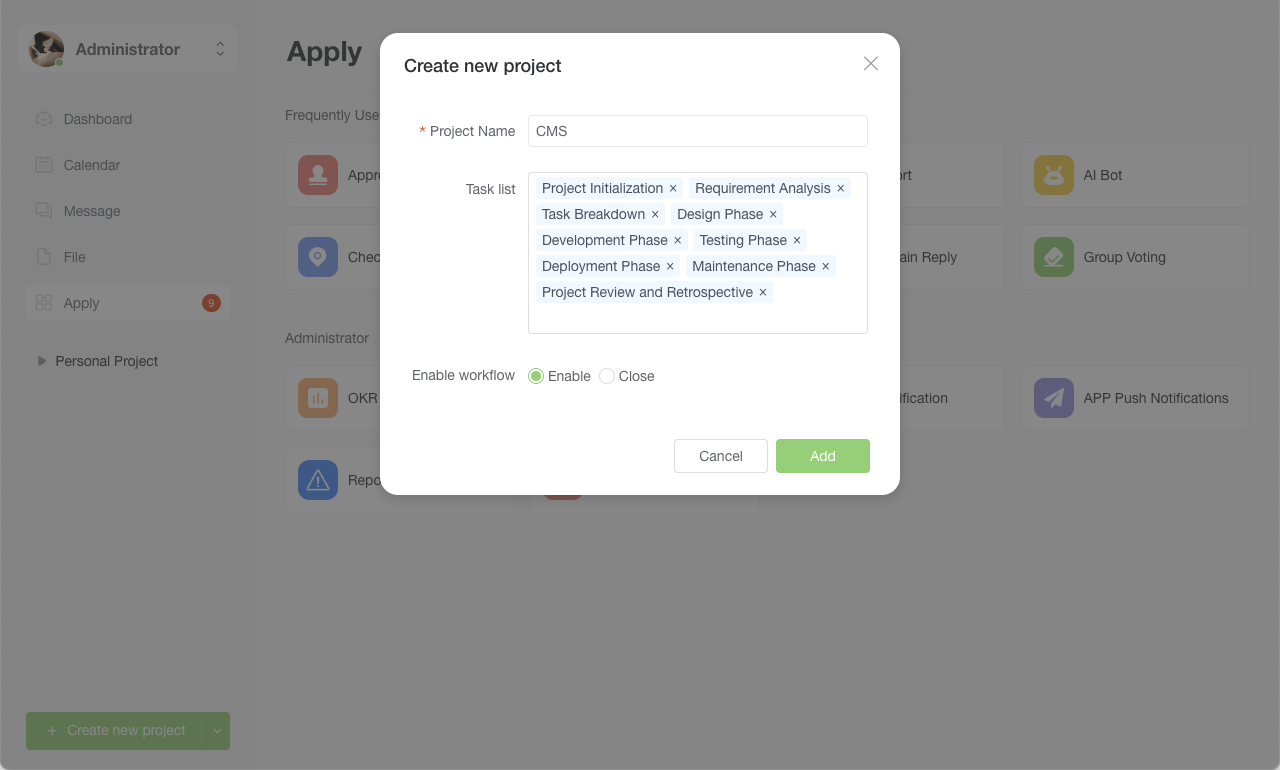 Administrator
Dashboard
Calendar
Message
File
Apply 9
Personal Project
+ Create new project
Apply
Create new project
* Project Name CMS
Task list
Project Initialization × Requirement Analysis ×
Task Breakdown × Design Phase ×
Development Phase × Testing Phase ×
Deployment Phase × Maintenance Phase ×
Project Review and Retrospective ×
Enable workflow Enable Close
Cancel Add
Frequently Use
Appr
AI Bot
Chec
ain Reply
Group Voting
Administrator
OKR
ification
APP Push Notifications
Repo